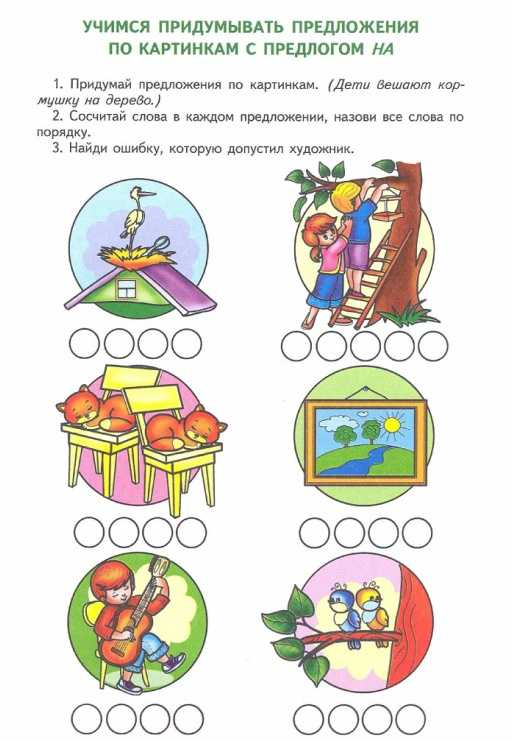 УЧИМСЯ ПРИДУМЫВАТЬ ПРЕДЛОЖЕНИЯ
ПО КАРТИНКАМ С ПРЕДЛОГОМ НА
1. Придумай предложения по картинкам. (Дети вешают кор-
мушку на дерево.)
2. Сосчитай слова в каждом предложении, назови все слова по
порядку.
3. Найди ошибку, которую допустил художник.